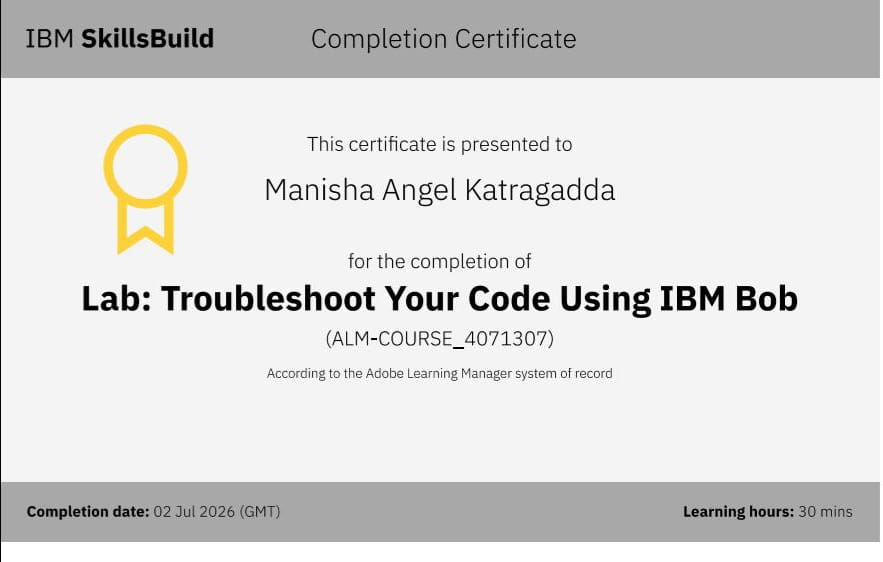 IBM SkillsBuild
Completion Certificate
This certificate is presented to
Manisha Angel Katragadda
for the completion of
Lab: Troubleshoot Your Code Using IBM Bob
(ALM-COURSE_4071307)
According to the Adobe Learning Manager system of record
Completion date: 02 Jul 2026 (GMT)
Learning hours: 30 mins